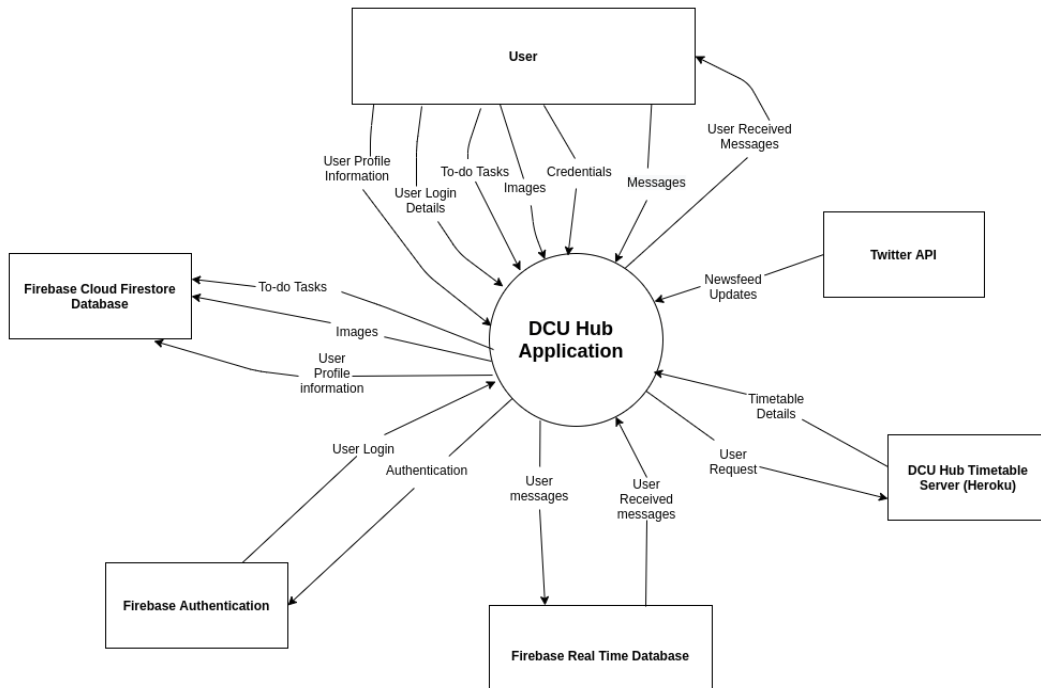 User
User Profile
Information
User Login
Details
To-do Tasks
Images
Credentials
Messages
User Received
Messages
Twitter API
Newsfeed
Updates
Firebase Cloud Firestore
Database
To-do Tasks
Images
User
Profile
information
DCU Hub
Application
Timetable
Details
User
Request
DCU Hub Timetable
Server (Heroku)
User Login
Authentication
User
messages
User
Received
messages
Firebase Authentication
Firebase Real Time Database